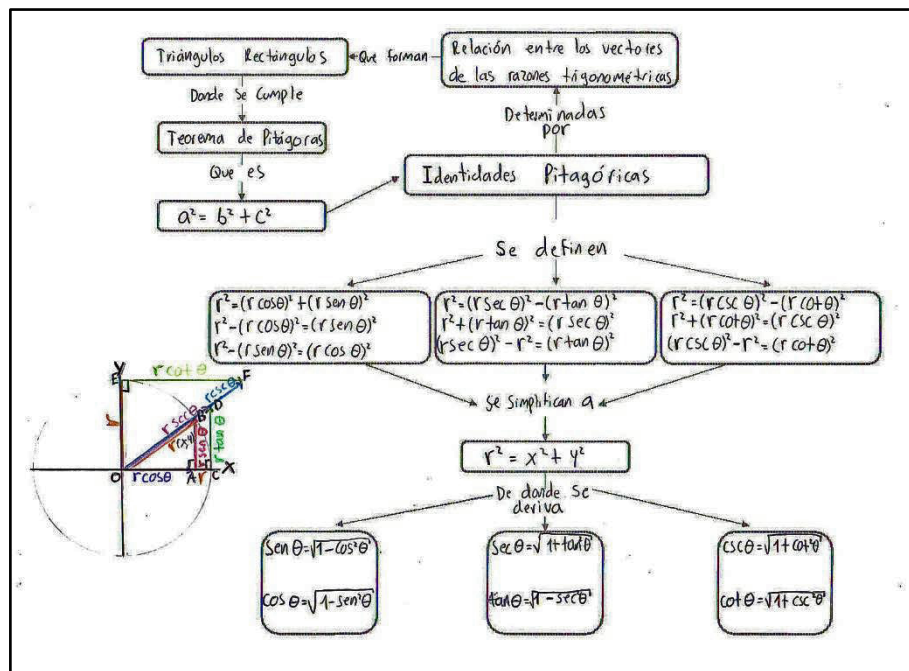 Relación entre los vectores
de las razones trigonométricas
Que forman
Triángulos Rectángulos
Donde se cumple
Teorema de Pitágoras
Que es
a² = b² + c²
Determinadas
por
Identidades Pitagóricas
Se definen
r²=(r cosθ)²+(r senθ)²
r²-(r cosθ)²=(r senθ)²
r²-(r senθ)²=(r cosθ)²
r²=(r sec θ)²-(r tan θ)²
r²+(r tan θ)²=(r sec θ)²
(r sec θ)²-r²=(r tan θ)²
r²=(r csc θ)²-(r cot θ)²
r²+(r cot θ)²=(r csc θ)²
(r csc θ)²-r²=(r cot θ)²
Se simplifican a
r² = x² + y²
De donde se
deriva
Sen θ=√1-cos²θ
cos θ=√1-sen²θ
Sec θ=√1+tanθ
tan θ=√1-sec²θ
csc θ=√1+cot²θ
cot θ=√1+csc²θ
Y
E
r cot θ
F
r csc θ
r sec θ
D
B
r
r (x,y)
r sen θ
r tan θ
O
r cos θ
A
r
C
X